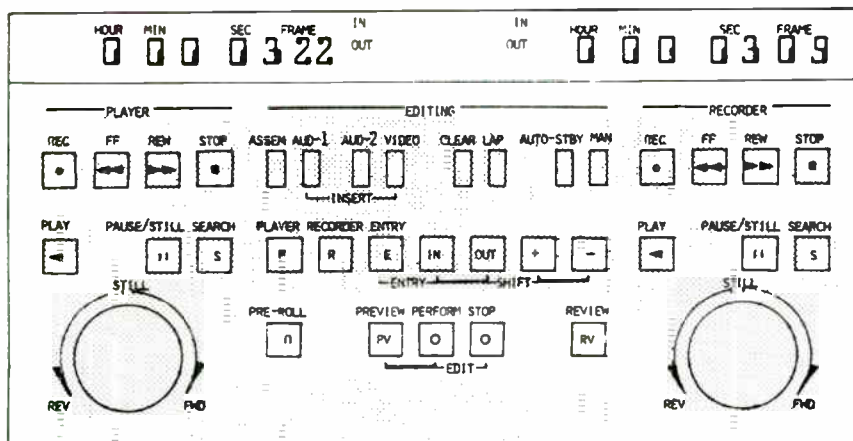 HOUR MIN SEC FRAME IN IN HOUR MIN SEC FRAME
0 0 0 0 3 22 OUT OUT 0 0 0 0 3 0 9
PLAYER EDITING RECORDER
REC FF REW STOP ASSEM AUD-1 AUD-2 VIDEO CLEAR LAP AUTO-STBY MAN REC FF REW STOP
INSERT
PLAY PAUSE/STILL SEARCH PLAYER RECORDER ENTRY PLAY PAUSE/STILL SEARCH
S P R E IN OUT + - S
ENTRY SHIFT
STILL STILL
PRE-ROLL PREVIEW PERFORM STOP REVIEW
PV O O RV
EDIT
REV FWD REV FWD